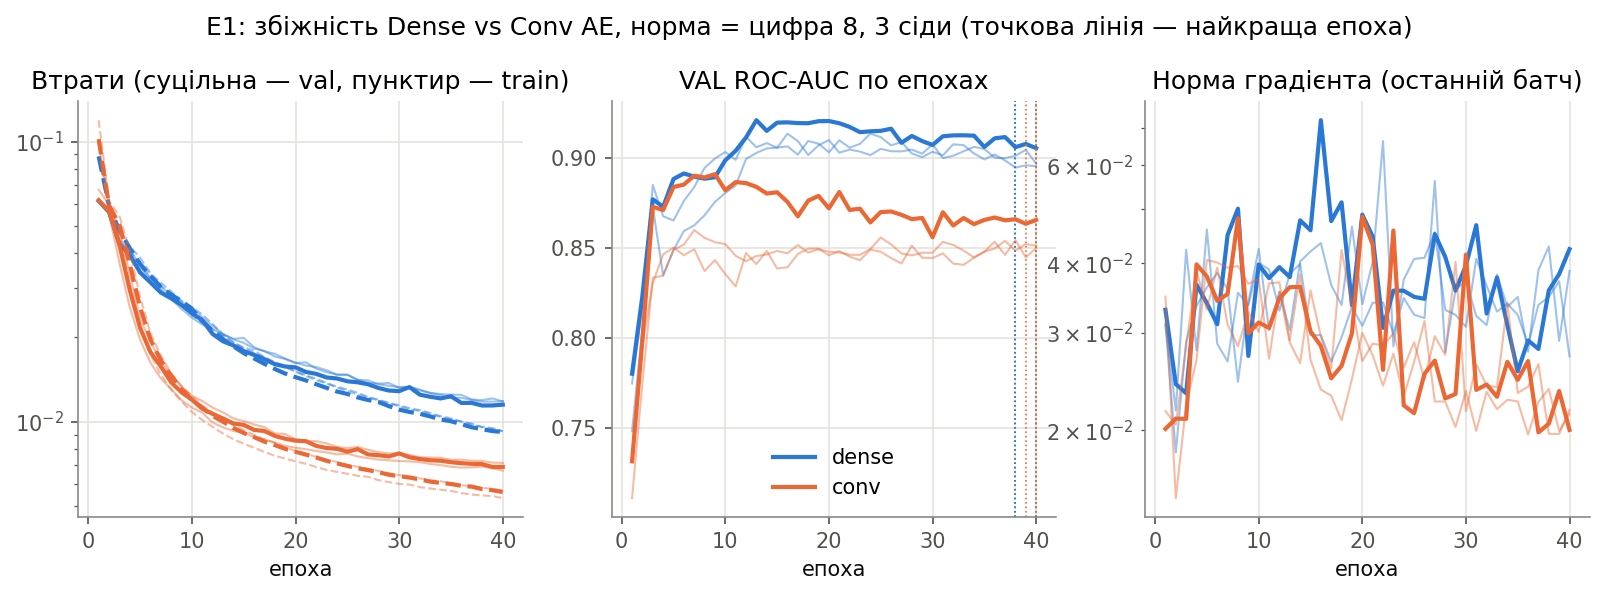 E1: збіжність Dense vs Conv AE, норма = цифра 8, 3 сіди (точкова лінія — найкраща епоха)
Втрати (суцільна — val, пунктир — train)
10⁻¹
10⁻²
0 10 20 30 40
епоха
VAL ROC-AUC по епохах
0.90
0.85
0.80
0.75
dense
conv
0 10 20 30 40
епоха
Норма градієнта (останній батч)
6 × 10⁻²
4 × 10⁻²
3 × 10⁻²
2 × 10⁻²
0 10 20 30 40
епоха